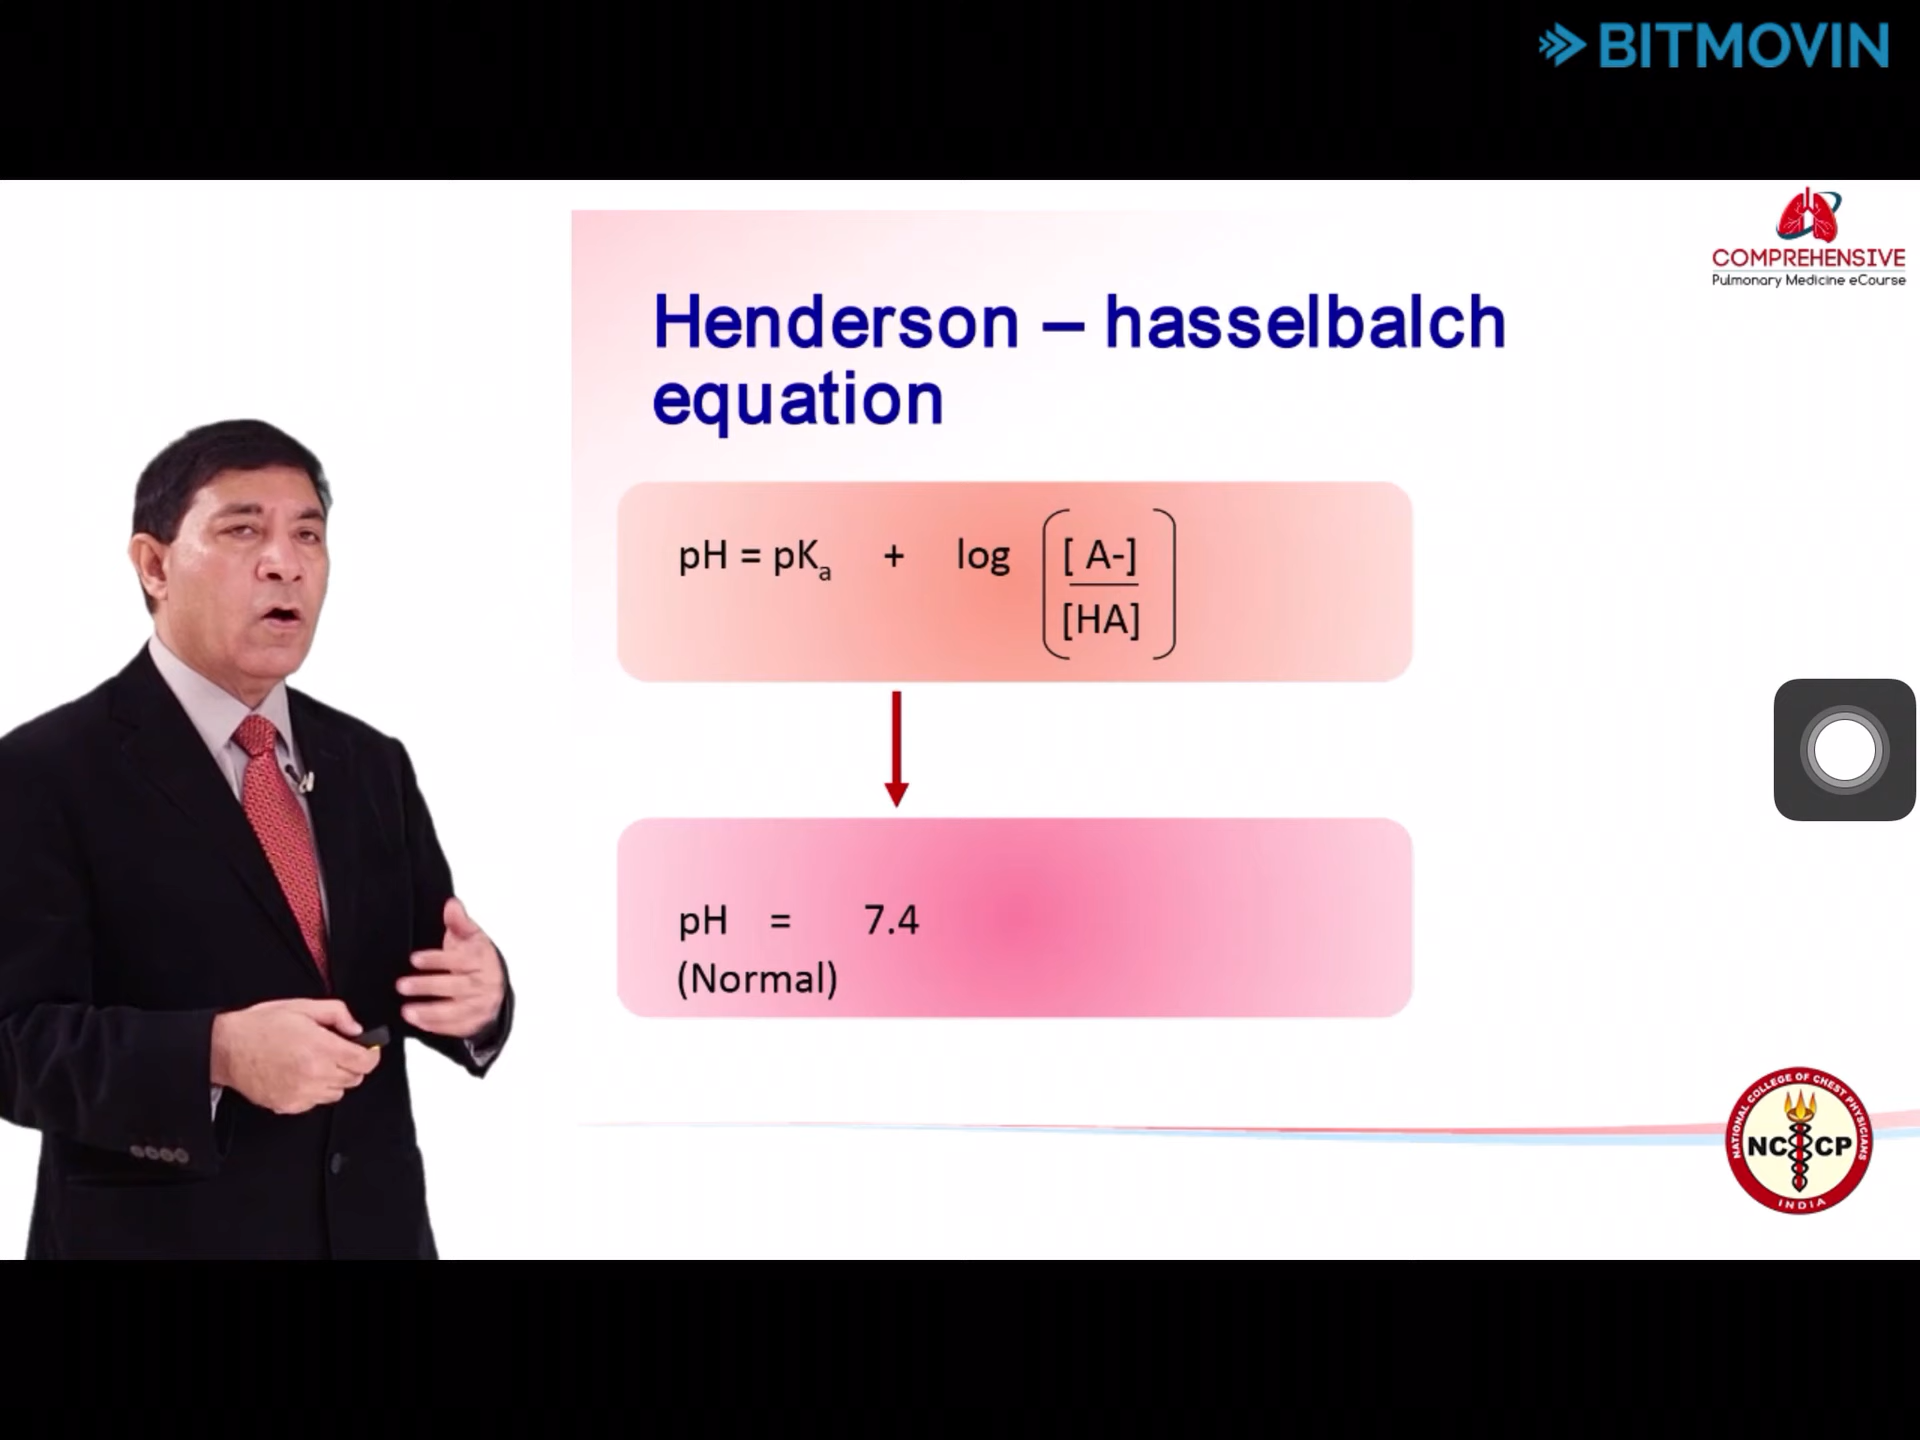 BITMOVIN
COMPREHENSIVE
Pulmonary Medicine eCourse
Henderson – hasselbalch
equation
pH = pKa + log [ A-]
[HA]
pH = 7.4
(Normal)
NATIONAL COLLEGE OF CHEST PHYSICIANS
NCCP
INDIA